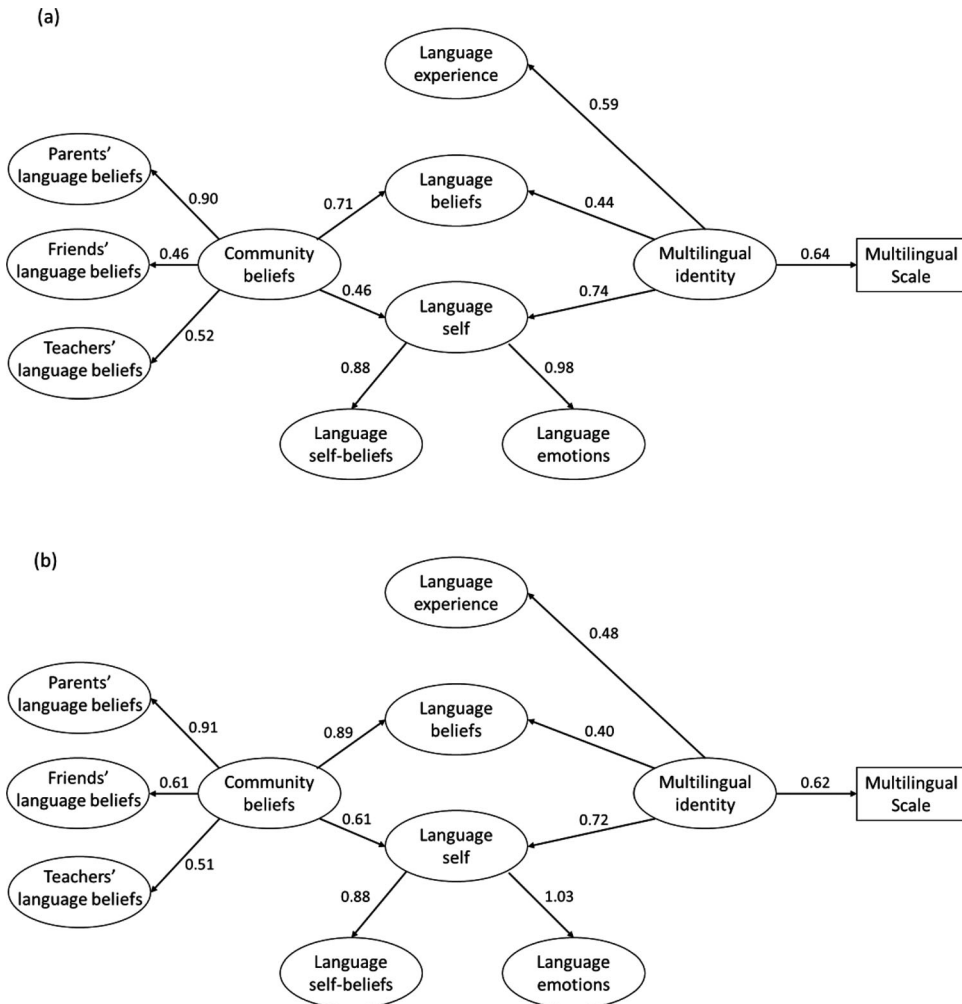 (a)
Language
experience
0.59
Parents'
language beliefs
0.90
Language
beliefs
0.71
0.44
Friends'
language beliefs
0.46
Community
beliefs
Multilingual
identity
0.64
Multilingual
Scale
0.46
0.74
Language
self
0.52
Teachers'
language beliefs
0.88
0.98
Language
self-beliefs
Language
emotions
(b)
Language
experience
0.48
Parents'
language beliefs
0.91
Language
beliefs
0.89
0.40
Friends'
language beliefs
0.61
Community
beliefs
Multilingual
identity
0.62
Multilingual
Scale
0.61
0.72
Language
self
0.51
Teachers'
language beliefs
0.88
1.03
Language
self-beliefs
Language
emotions